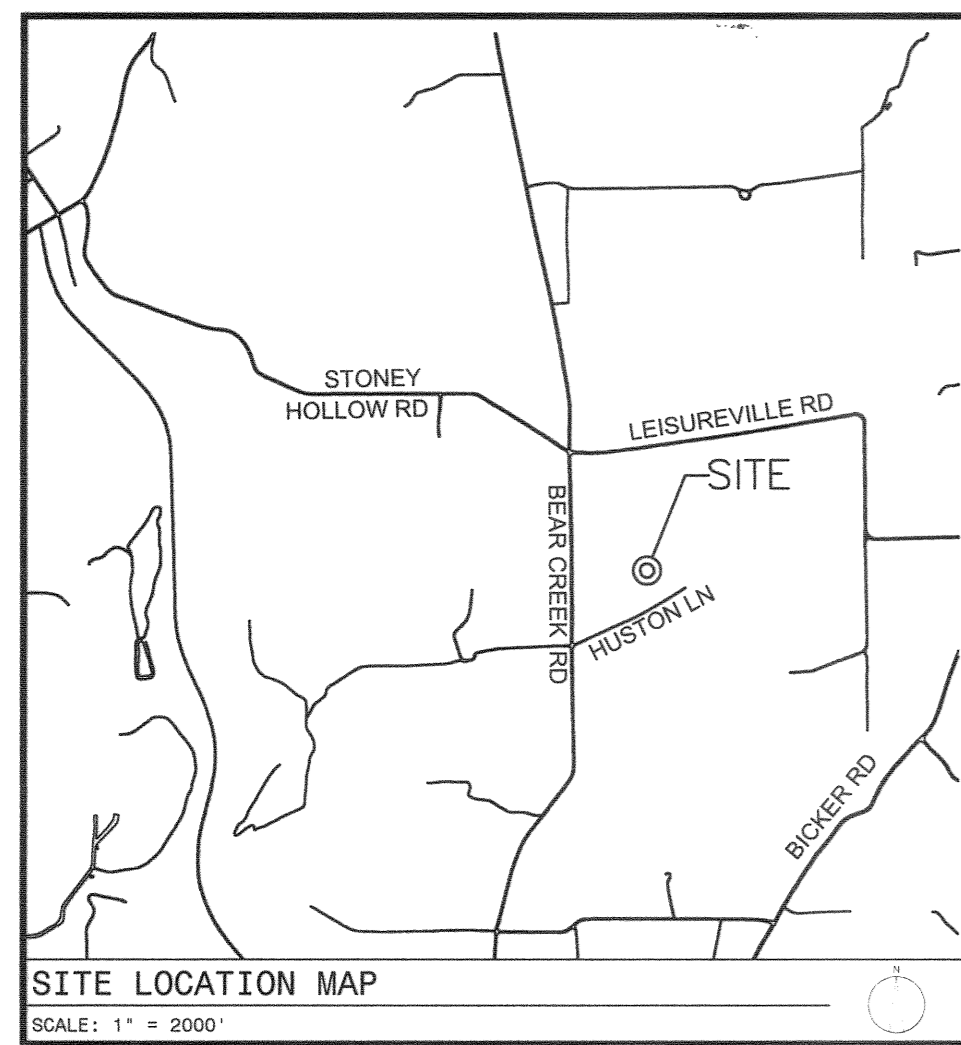 STONEY
HOLLOW RD
LEISUREVILLE RD
SITE
BEAR CREEK RD
HUSTON LN
BICKER RD
SITE LOCATION MAP
N
SCALE: 1" = 2000'